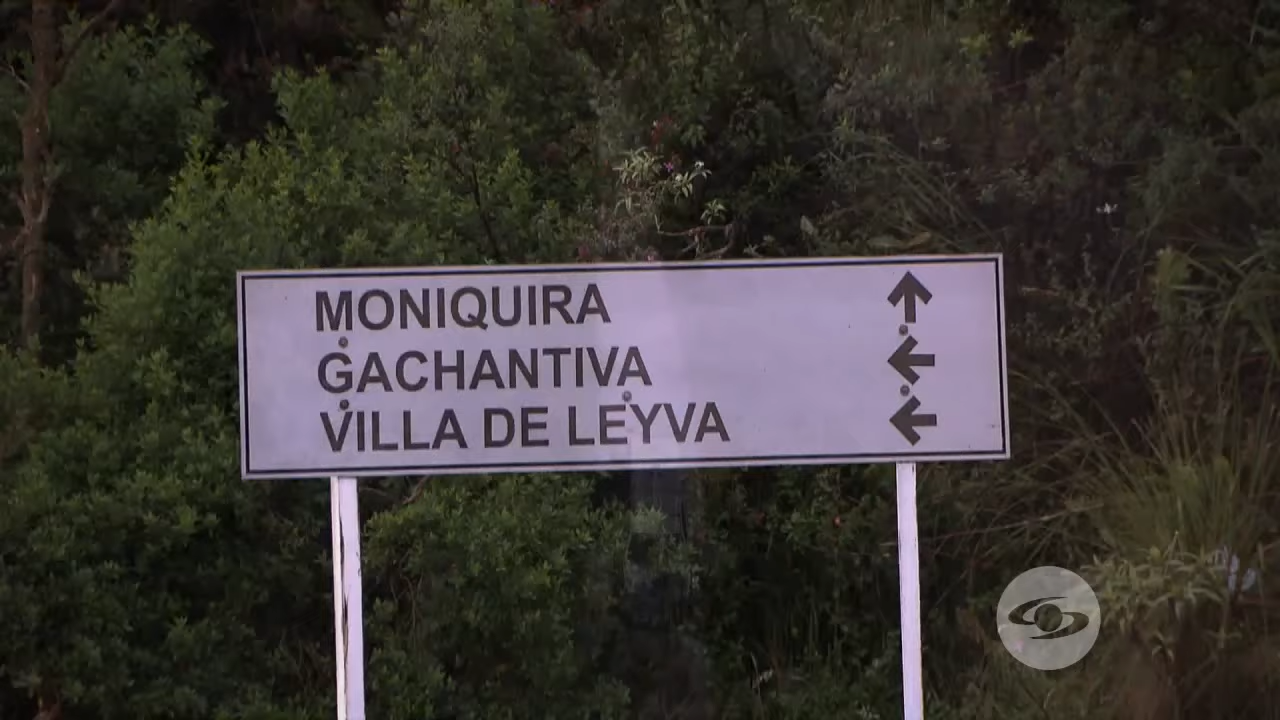 MONIQUIRA ↑
GACHANTIVA ←
VILLA DE LEYVA ←